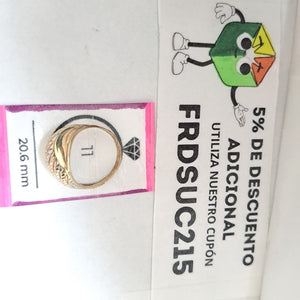 5% DE DESCUENTO
ADICIONAL
UTILIZA NUESTRO CUPÓN
FRDSUC215
11
20.6 mm